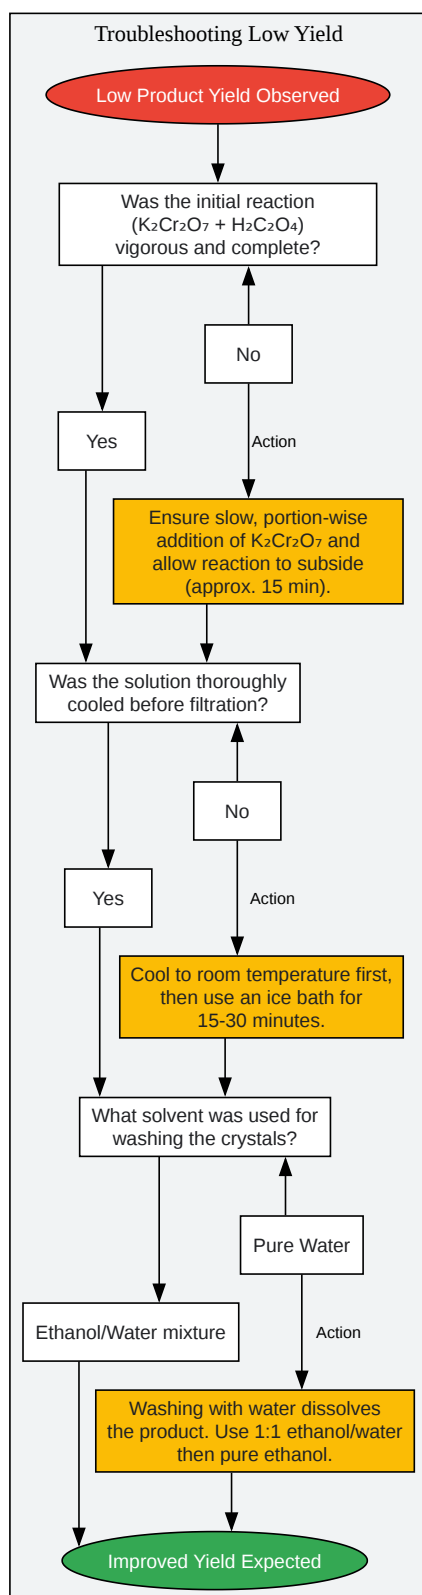 Troubleshooting Low Yield
Low Product Yield Observed
Was the initial reaction
(K₂Cr₂O₇ + H₂C₂O₄)
vigorous and complete?
No
Yes
Action
Ensure slow, portion-wise
addition of K₂Cr₂O₇ and
allow reaction to subside
(approx. 15 min).
Was the solution thoroughly
cooled before filtration?
No
Yes
Action
Cool to room temperature first,
then use an ice bath for
15-30 minutes.
What solvent was used for
washing the crystals?
Pure Water
Ethanol/Water mixture
Action
Washing with water dissolves
the product. Use 1:1 ethanol/water
then pure ethanol.
Improved Yield Expected